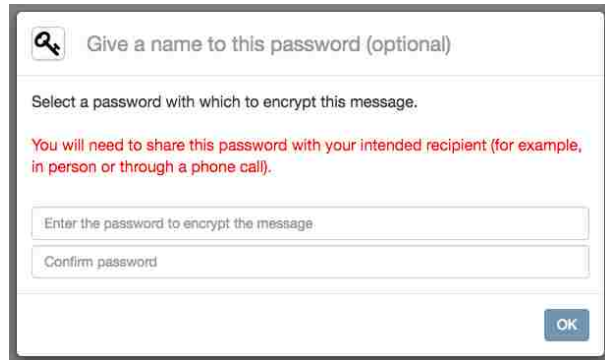 Give a name to this password (optional)
Select a password with which to encrypt this message.
You will need to share this password with your intended recipient (for example,
in person or through a phone call).
Enter the password to encrypt the message
Confirm password
OK